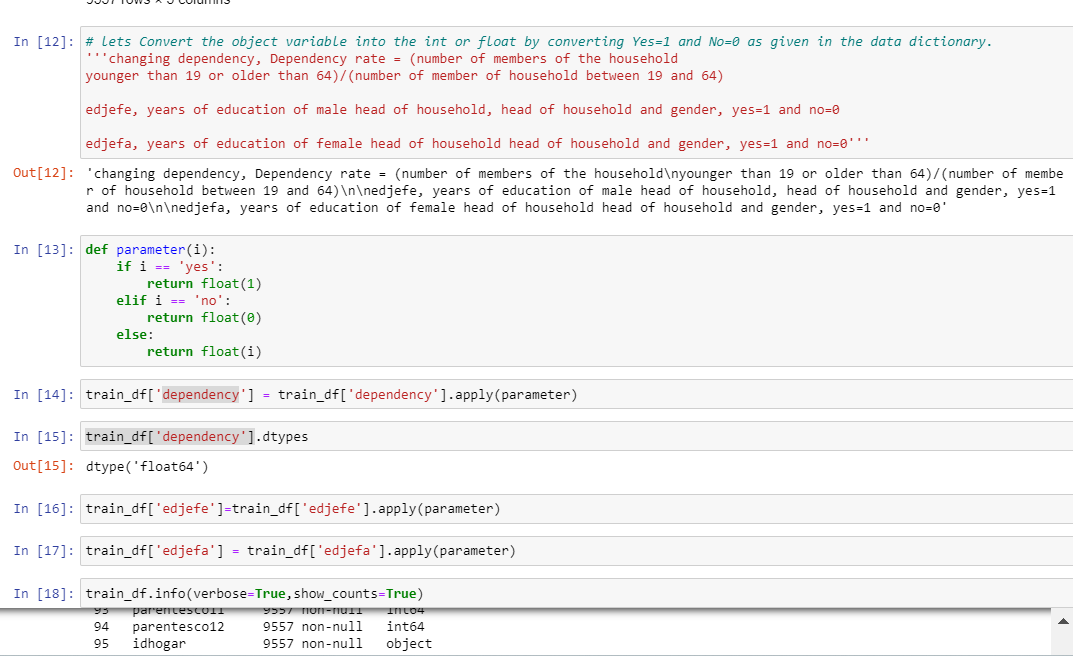 9557 rows × 5 columns
In [12]: # lets Convert the object variable into the int or float by converting Yes=1 and No=0 as given in the data dictionary.
'''changing dependency, Dependency rate = (number of members of the household
younger than 19 or older than 64)/(number of member of household between 19 and 64)
edjefe, years of education of male head of household, head of household and gender, yes=1 and no=0
edjefa, years of education of female head of household head of household and gender, yes=1 and no=0'''
Out[12]: 'changing dependency, Dependency rate = (number of members of the household\nyounger than 19 or older than 64)/(number of membe
r of household between 19 and 64)\n\nedjefe, years of education of male head of household, head of household and gender, yes=1
and no=0\n\nedjefa, years of education of female head of household head of household and gender, yes=1 and no=0'
In [13]: def parameter(i):
if i == 'yes':
return float(1)
elif i == 'no':
return float(0)
else:
return float(i)
In [14]: train_df['dependency'] = train_df['dependency'].apply(parameter)
In [15]: train_df['dependency'].dtypes
Out[15]: dtype('float64')
In [16]: train_df['edjefe']=train_df['edjefe'].apply(parameter)
In [17]: train_df['edjefa'] = train_df['edjefa'].apply(parameter)
In [18]: train_df.info(verbose=True,show_counts=True)
93 parentesco11 9557 non-null int64
94 parentesco12 9557 non-null int64
95 idhogar 9557 non-null object